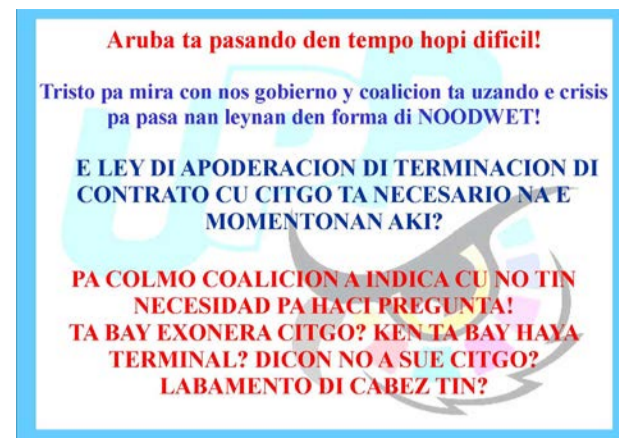 Aruba ta pasando den tempo hopi dificil!
Tristo pa mira con nos gobierno y coalicion ta uzando e crisis
pa pasa nan leynan den forma di NOODWET!
E LEY DI APODERACION DI TERMINACION DI
CONTRATO CU CITGO TA NECESARIO NA E
MOMENTONAN AKI?
PA COLMO COALICION A INDICA CU NO TIN
NECESIDAD PA HACI PREGUNTA!
TA BAY EXONERA CITGO? KEN TA BAY HAYA
TERMINAL? DICON NO A SUE CITGO?
LABAMENTO DI CABEZ TIN?
UPP